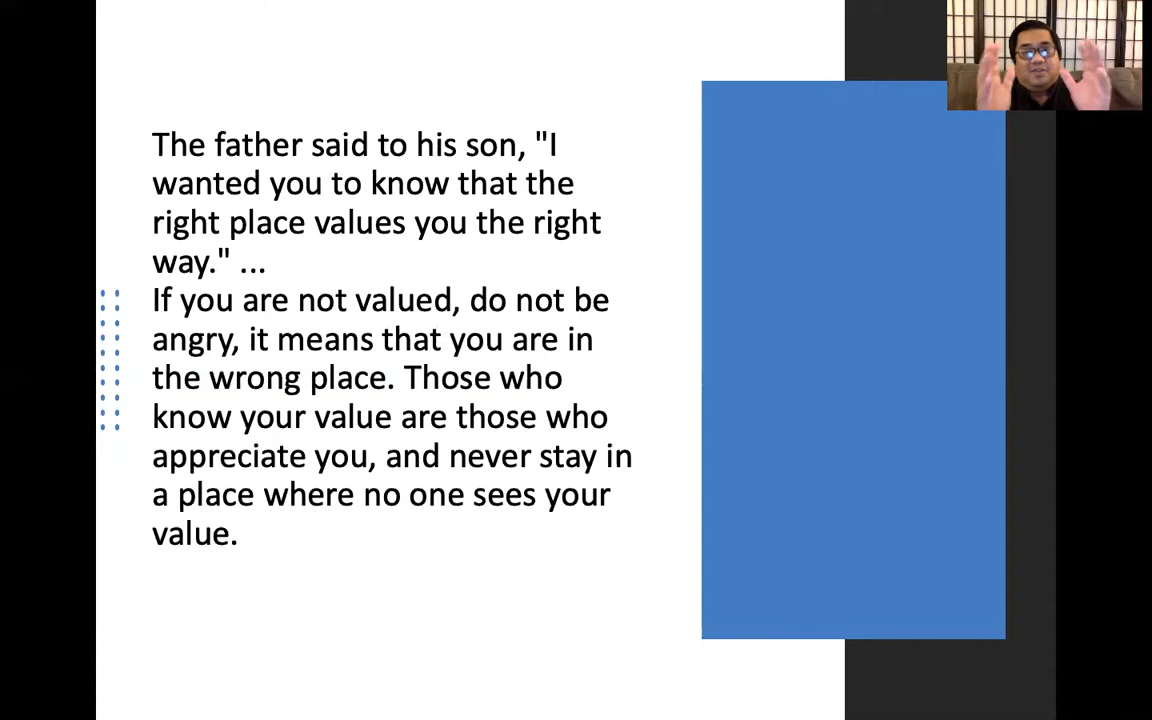 The father said to his son, "I
wanted you to know that the
right place values you the right
way." ...
If you are not valued, do not be
angry, it means that you are in
the wrong place. Those who
know your value are those who
appreciate you, and never stay in
a place where no one sees your
value.